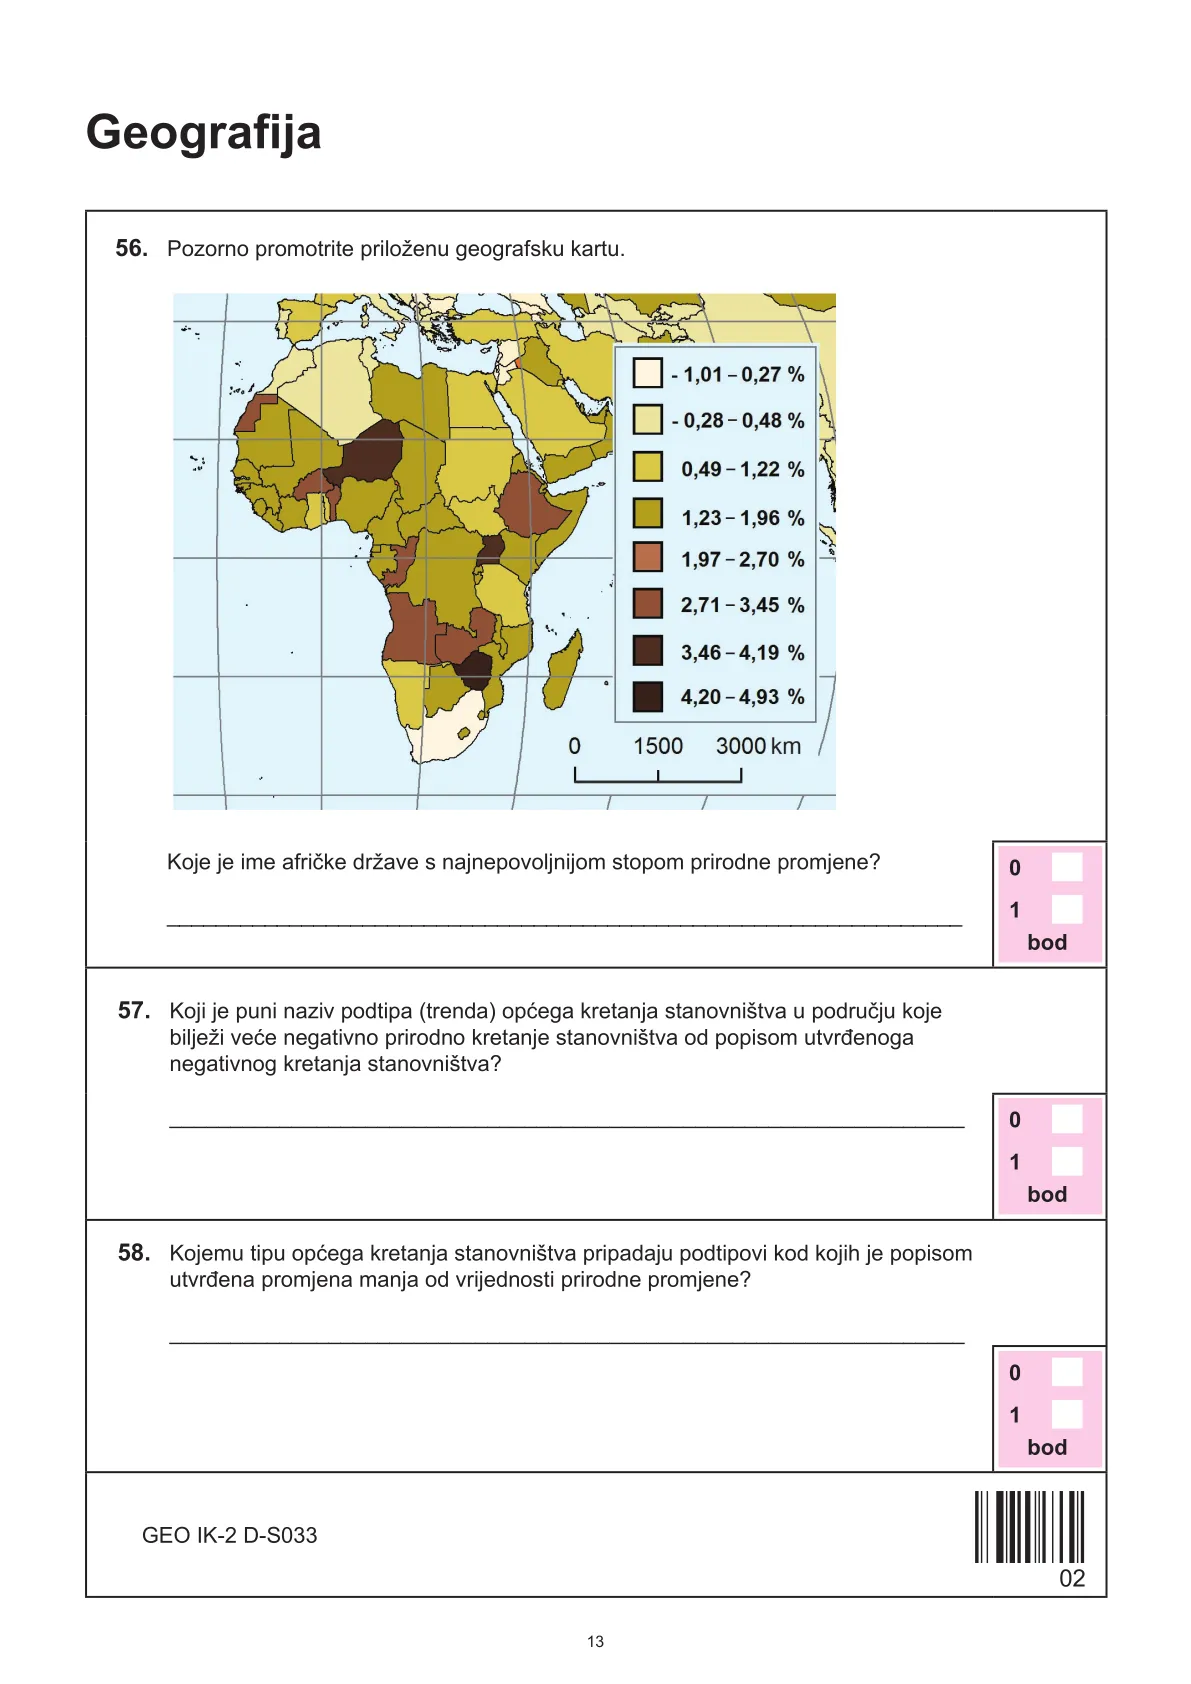 Geografija
56. Pozorno promotrite priloženu geografsku kartu.
- 1,01 – 0,27 %
- 0,28 – 0,48 %
0,49 – 1,22 %
1,23 – 1,96 %
1,97 – 2,70 %
2,71 – 3,45 %
3,46 – 4,19 %
4,20 – 4,93 %
0 1500 3000 km
Koje je ime afričke države s najnepovoljnijom stopom prirodne promjene?
0
1
bod
57. Koji je puni naziv podtipa (trenda) općega kretanja stanovništva u području koje
bilježi veće negativno prirodno kretanje stanovništva od popisom utvrđenoga
negativnog kretanja stanovništva?
0
1
bod
58. Kojemu tipu općega kretanja stanovništva pripadaju podtipovi kod kojih je popisom
utvrđena promjena manja od vrijednosti prirodne promjene?
0
1
bod
GEO IK-2 D-S033
02
13